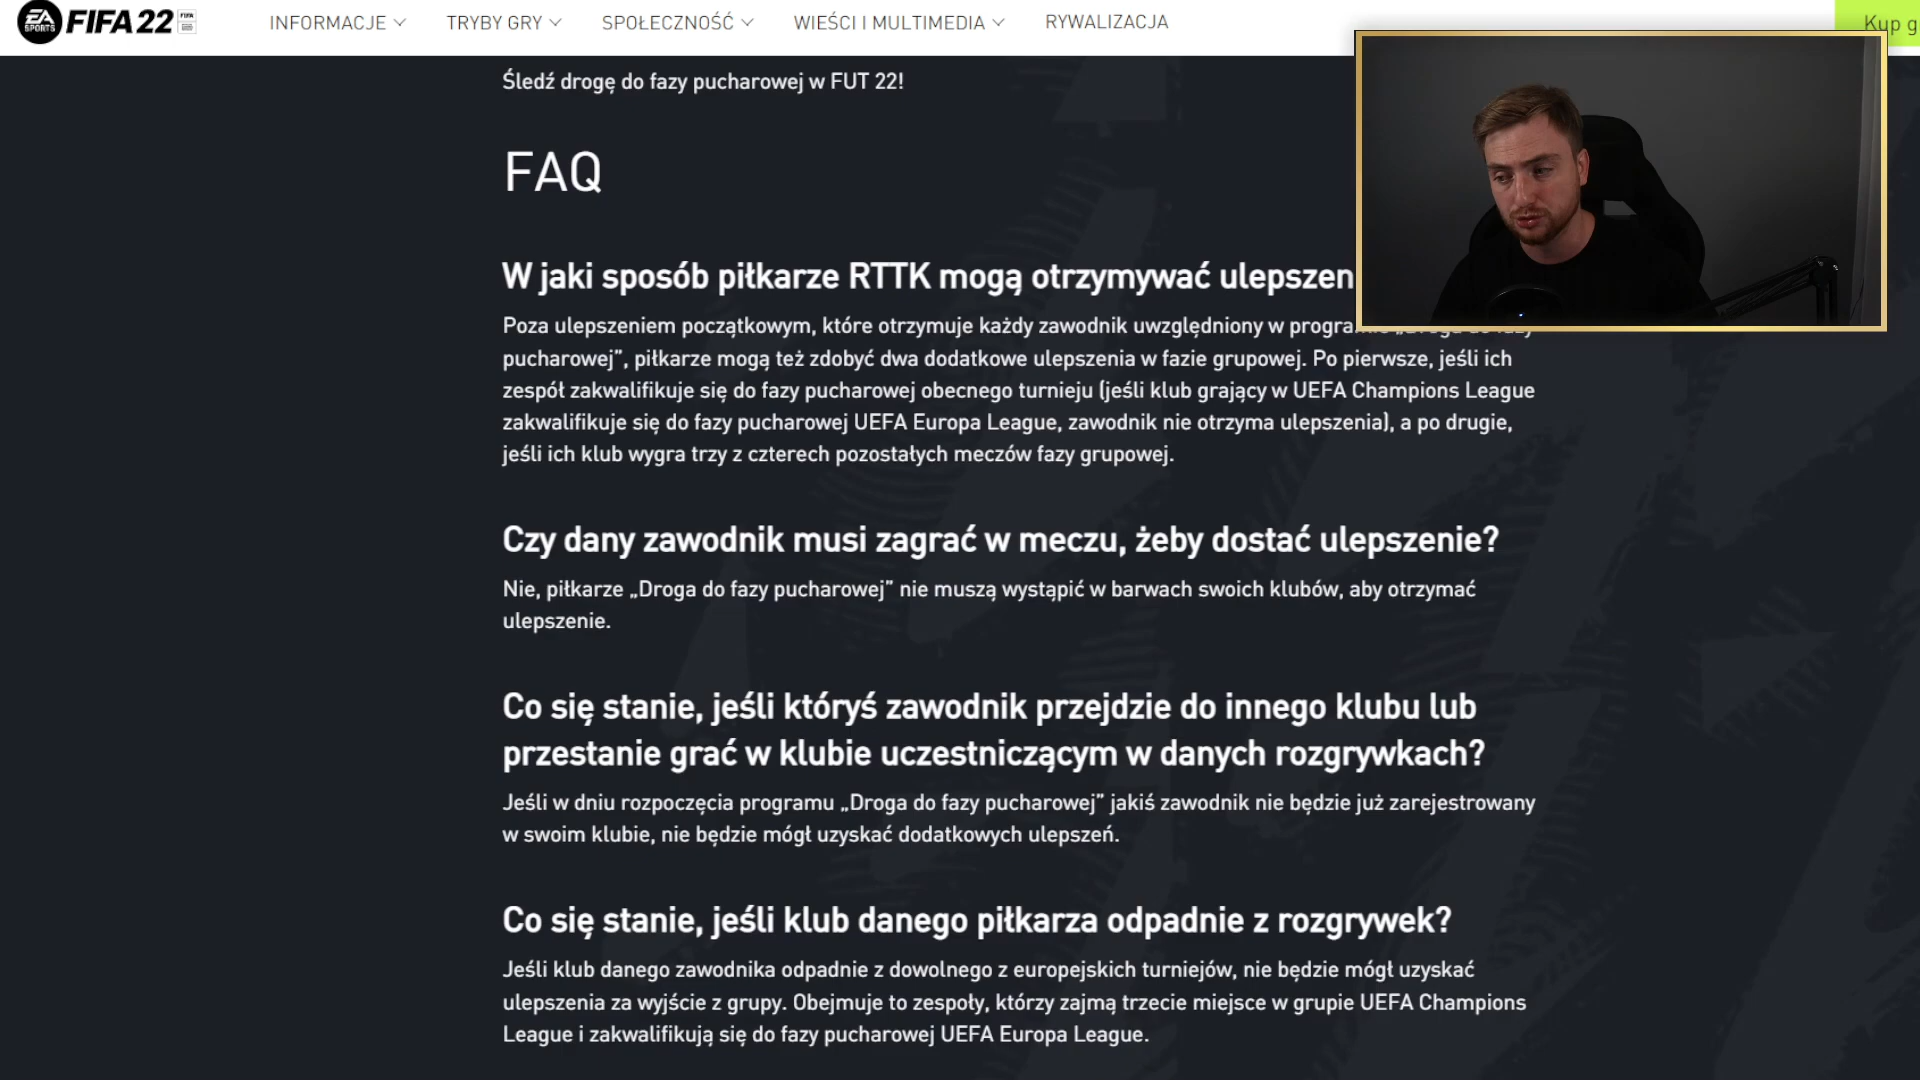 EA SPORTS FIFA 22 FIFA
INFORMACJE TRYBY GRY SPOŁECZNOŚĆ WIEŚCI I MULTIMEDIA RYWALIZACJA Kup g
Śledź drogę do fazy pucharowej w FUT 22!
FAQ
W jaki sposób piłkarze RTTK mogą otrzymywać ulepszen
Poza ulepszeniem początkowym, które otrzymuje każdy zawodnik uwzględniony w
pucharowej”, piłkarze mogą też zdobyć dwa dodatkowe ulepszenia w fazie grupowej. Po pierwsze, jeśli ich
zespół zakwalifikuje się do fazy pucharowej obecnego turnieju (jeśli klub grający w UEFA Champions League
zakwalifikuje się do fazy pucharowej UEFA Europa League, zawodnik nie otrzyma ulepszenia), a po drugie,
jeśli ich klub wygra trzy z czterech pozostałych meczów fazy grupowej.
Czy dany zawodnik musi zagrać w meczu, żeby dostać ulepszenie?
Nie, piłkarze „Droga do fazy pucharowej” nie muszą wystąpić w barwach swoich klubów, aby otrzymać
ulepszenie.
Co się stanie, jeśli któryś zawodnik przejdzie do innego klubu lub
przestanie grać w klubie uczestniczącym w danych rozgrywkach?
Jeśli w dniu rozpoczęcia programu „Droga do fazy pucharowej” jakiś zawodnik nie będzie już zarejestrowany
w swoim klubie, nie będzie mógł uzyskać dodatkowych ulepszeń.
Co się stanie, jeśli klub danego piłkarza odpadnie z rozgrywek?
Jeśli klub danego zawodnika odpadnie z dowolnego z europejskich turniejów, nie będzie mógł uzyskać
ulepszenia za wyjście z grupy. Obejmuje to zespoły, którzy zajmą trzecie miejsce w grupie UEFA Champions
League i zakwalifikują się do fazy pucharowej UEFA Europa League.